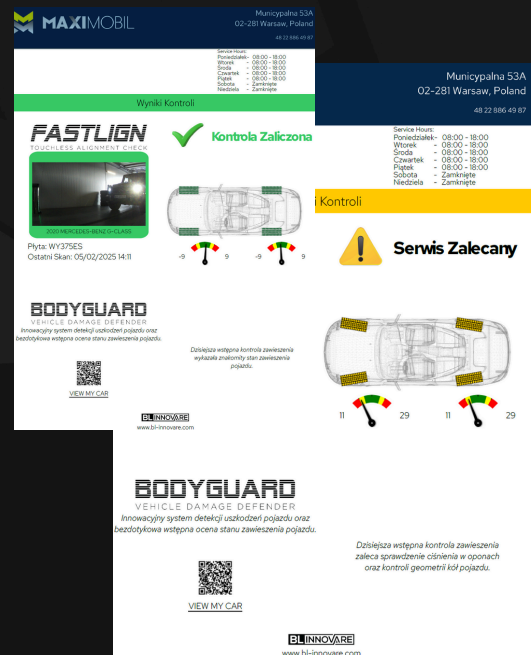 MAXIMOBIL
Municypalna 53A
02-281 Warsaw, Poland
48 22 886 49 87
Service Hours:
Poniedziałek- 08:00 - 18:00
Wtorek - 08:00 - 18:00
Środa - 08:00 - 18:00
Czwartek - 08:00 - 18:00
Piątek - 08:00 - 18:00
Sobota - Zamknięte
Niedziela - Zamknięte
Wyniki Kontroli
FASTLIGN
TOUCHLESS ALIGNMENT CHECK
2020 MERCEDES-BENZ G-CLASS
Płyta: WY375ES
Ostatni Skan: 05/02/2025 14:11
Kontrola Zaliczona
-9 9 -9 9
BODYGUARD
VEHICLE DAMAGE DEFENDER
Innowacyjny system detekcji uszkodzeń pojazdu oraz
bezdotykowa wstępna ocena stanu zawieszenia pojazdu.
VIEW MY CAR
Dzisiejsza wstępna kontrola zawieszenia
wykazała znakomity stan zawieszenia
pojazdu.
BL INNOVARE
www.bl-innovare.com
Municypalna 53A
02-281 Warsaw, Poland
48 22 886 49 87
Service Hours:
Poniedziałek- 08:00 - 18:00
Wtorek - 08:00 - 18:00
Środa - 08:00 - 18:00
Czwartek - 08:00 - 18:00
Piątek - 08:00 - 18:00
Sobota - Zamknięte
Niedziela - Zamknięte
i Kontroli
Serwis Zalecany
11 29 11 29
BODYGUARD
VEHICLE DAMAGE DEFENDER
Innowacyjny system detekcji uszkodzeń pojazdu oraz
bezdotykowa wstępna ocena stanu zawieszenia pojazdu.
VIEW MY CAR
Dzisiejsza wstępna kontrola zawieszenia
zaleca sprawdzenie ciśnienia w oponach
oraz kontroli geometrii kół pojazdu.
BL INNOVARE
www.bl-innovare.com